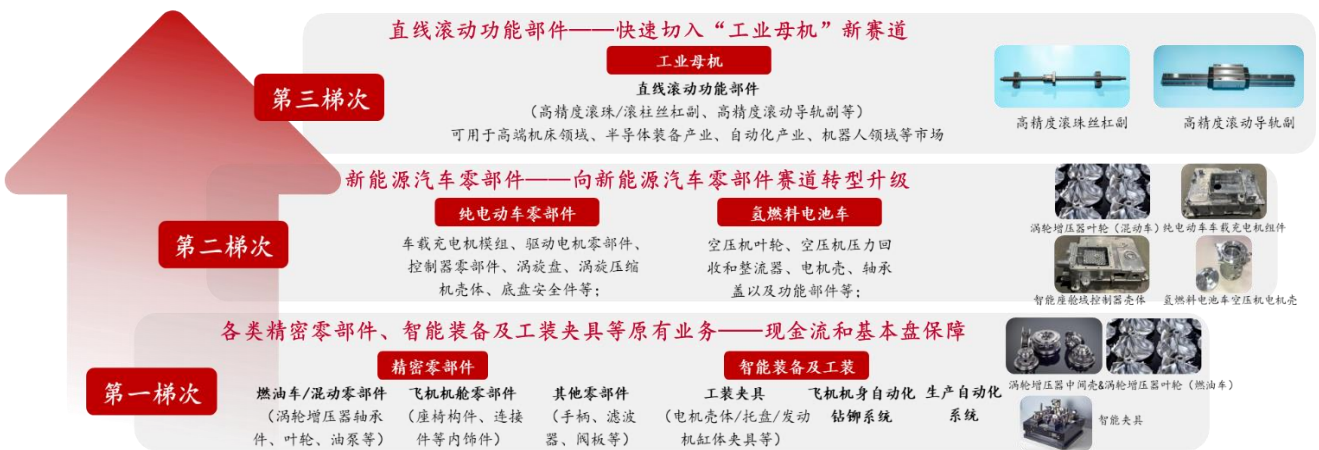 直线滚动功能部件——快速切入“工业母机”新赛道
工业母机
第三梯次
直线滚动功能部件
（高精度滚珠/滚柱丝杠副、高精度滚动导轨副等）
可用于高端机床领域、半导体装备产业、自动化产业、机器人领域等市场
高精度滚珠丝杠副
高精度滚动导轨副
新能源汽车零部件——向新能源汽车零部件赛道转型升级
第二梯次
纯电动车零部件
车载充电机模组、驱动电机零部件、
控制器零部件、涡旋盘、涡旋压缩
机壳体、底盘安全件等；
氢燃料电池车
空压机叶轮、空压机压力回
收和整流器、电机壳、轴承
盖以及功能部件等；
涡轮增压器叶轮（混动车）
纯电动车车载充电机组件
智能座舱域控制器壳体
氢燃料电池车空压机电机壳
各类精密零部件、智能装备及工装夹具等原有业务——现金流和基本盘保障
第一梯次
精密零部件
燃油车/混动零部件
（涡轮增压器轴承
件、叶轮、油泵等）
飞机机舱零部件
（座椅构件、连接
件等内饰件）
其他零部件
（手柄、滤波
器、阀板等）
智能装备及工装
工装夹具
（电机壳体/托盘/发动
机缸体夹具等）
飞机机身自动化
钻铆系统
生产自动化
系统
涡轮增压器中间壳&涡轮增压器叶轮（燃油车）
智能夹具